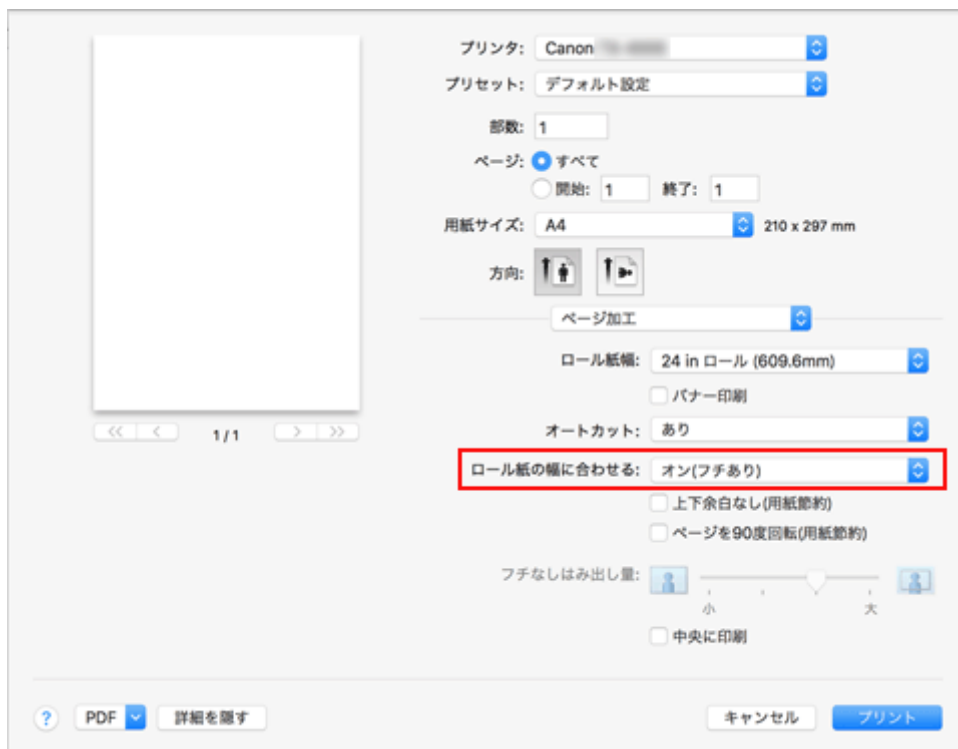 プリンタ: Canon
プリセット: デフォルト設定
部数: 1
ページ: すべて
開始: 1 終了: 1
用紙サイズ: A4 210 x 297 mm
方向:
ページ加工
ロール紙幅: 24 in ロール (609.6mm)
バナー印刷
オートカット: あり
ロール紙の幅に合わせる: オン(フチあり)
上下余白なし(用紙節約)
ページを90度回転(用紙節約)
フチなしはみ出し量:
小 大
中央に印刷
<< < 1 / 1 > >>
? PDF 詳細を隠す キャンセル プリント